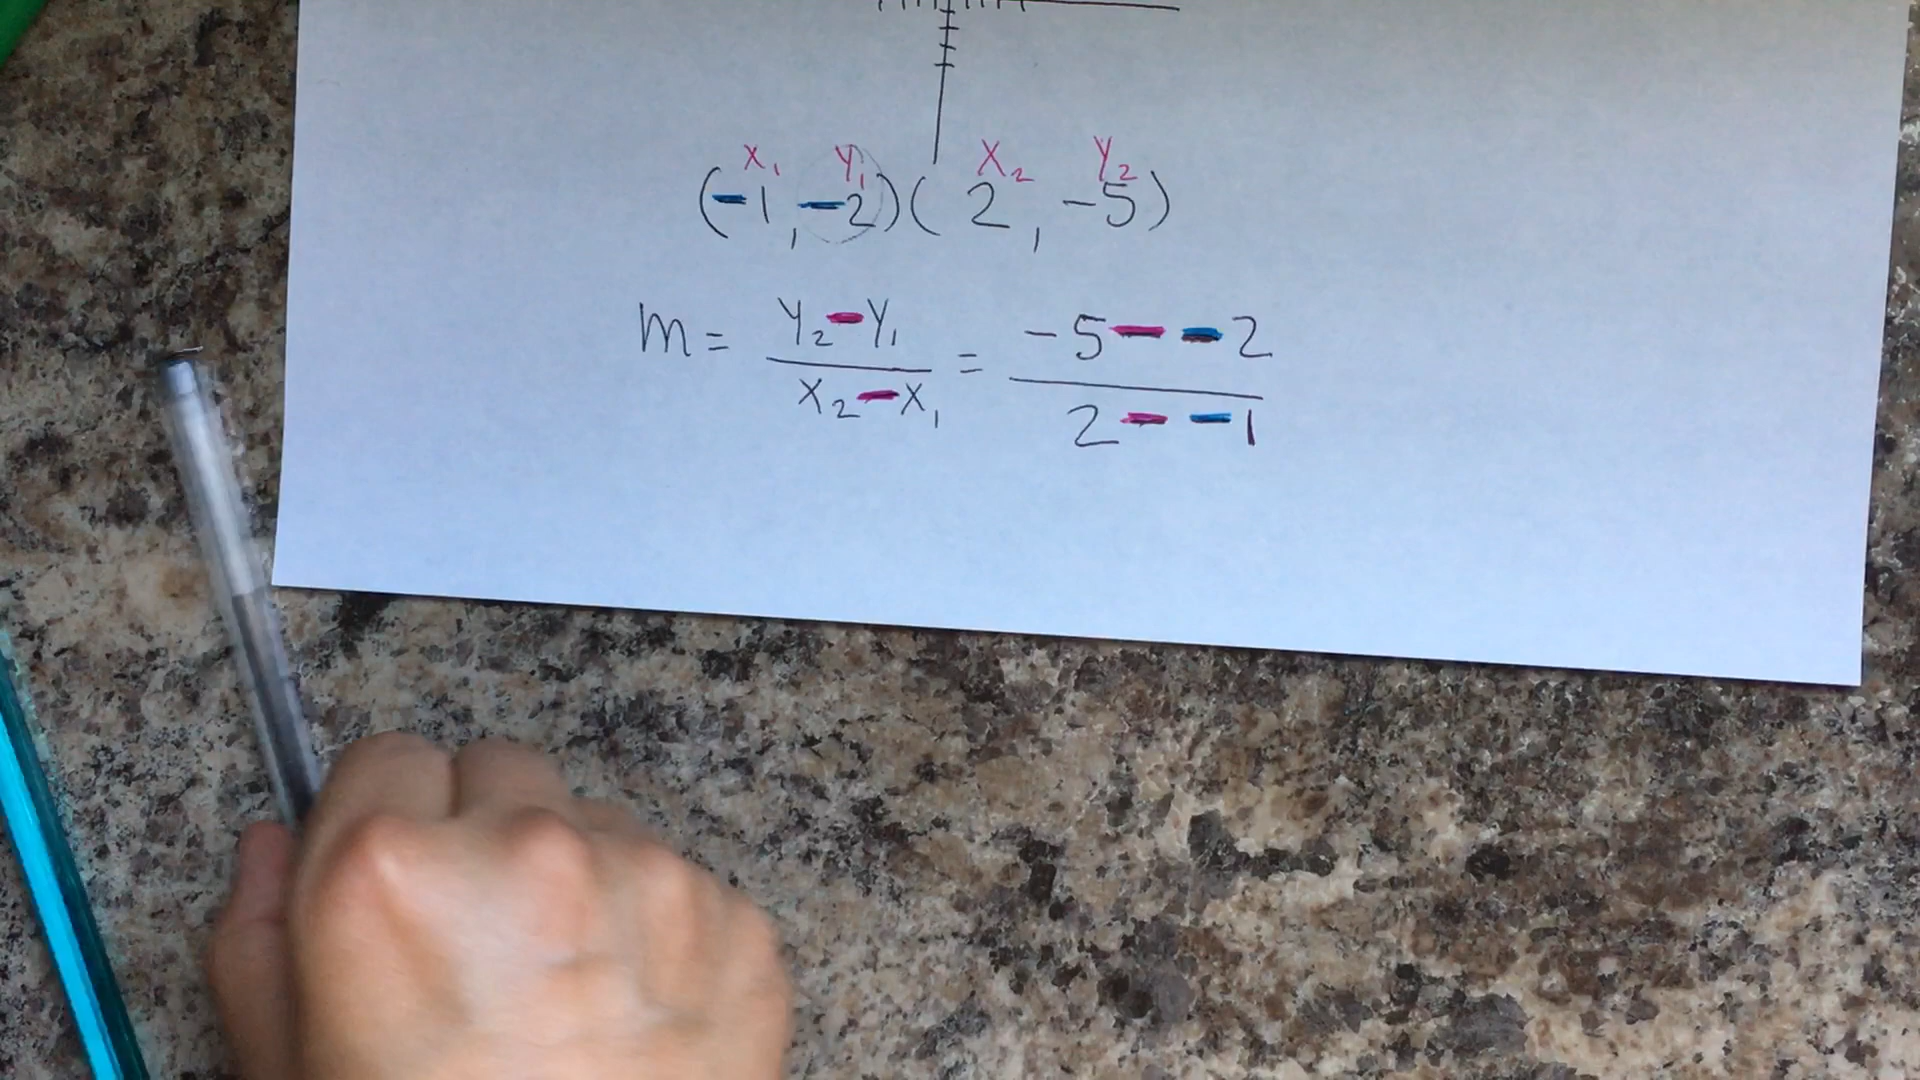 x₁ y₁ x₂ y₂
(-1, -2)( 2, -5)
m = y₂-y₁ = -5 - -2
x₂-x₁ 2 - -1